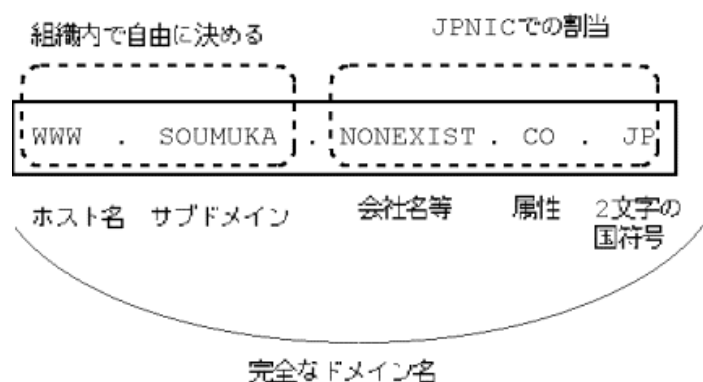 組織内で自由に決める
JPNICでの割当
WWW . SOUMUKA . NONEXIST . CO . JP
ホスト名 サブドメイン 会社名等 属性 2文字の
国符号
完全なドメイン名